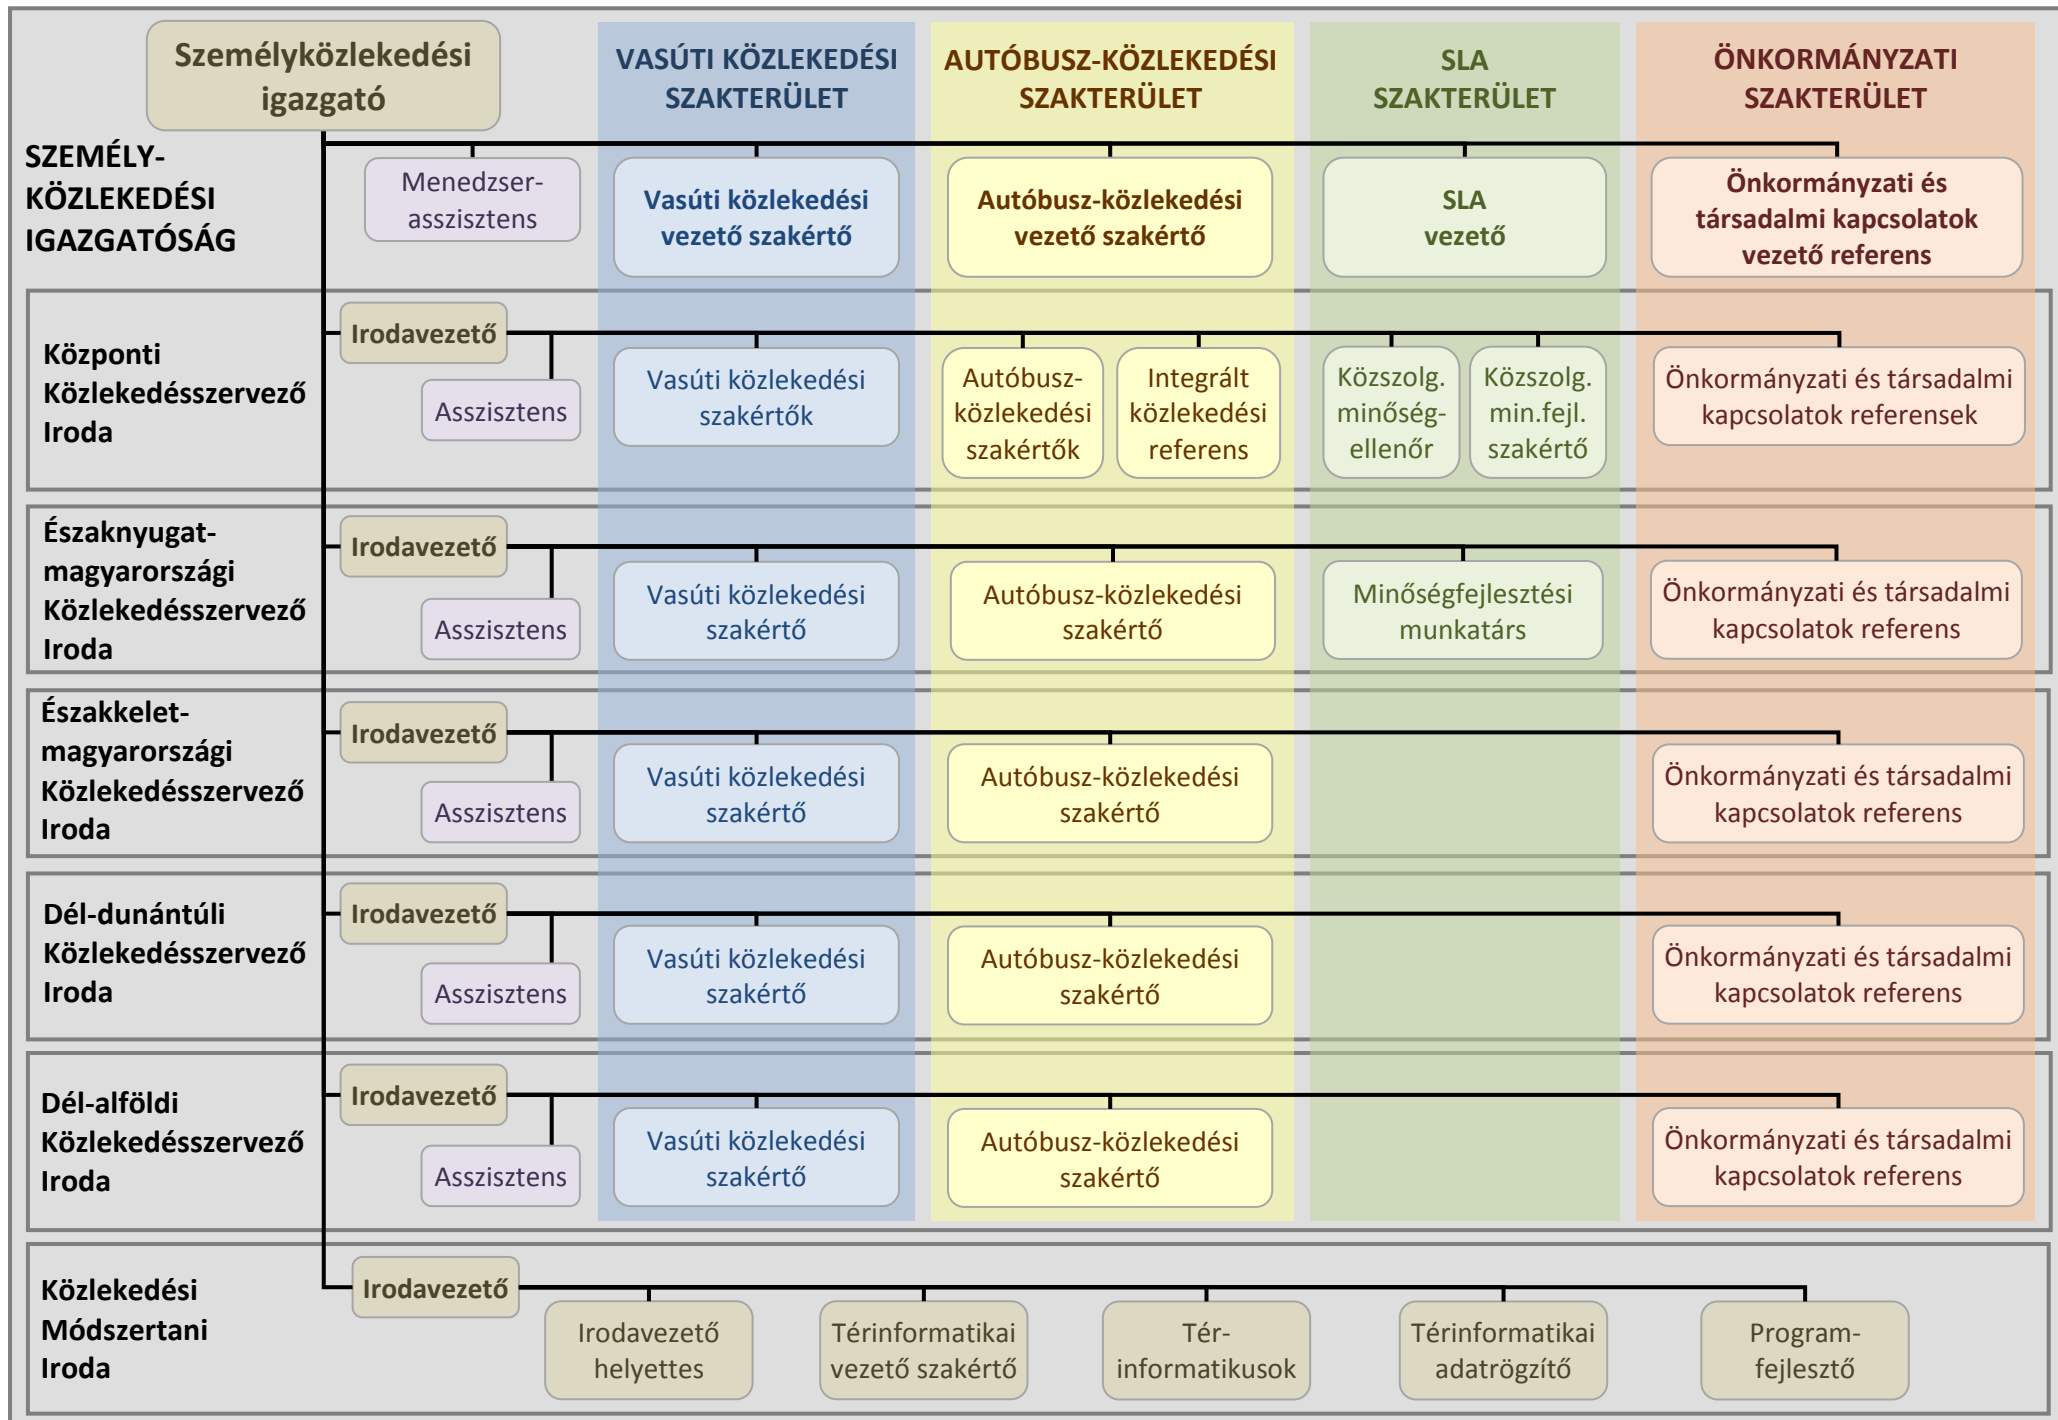 Személyközlekedési
igazgató
VASÚTI KÖZLEKEDÉSI
SZAKTERÜLET
AUTÓBUSZ-KÖZLEKEDÉSI
SZAKTERÜLET
SLA
SZAKTERÜLET
ÖNKORMÁNYZATI
SZAKTERÜLET
SZEMÉLY-
KÖZLEKEDÉSI
IGAZGATÓSÁG
Menedzser-
asszisztens
Vasúti közlekedési
vezető szakértő
Autóbusz-közlekedési
vezető szakértő
SLA
vezető
Önkormányzati és
társadalmi kapcsolatok
vezető referens
Központi
Közlekedésszervező
Iroda
Irodavezető
Asszisztens
Vasúti közlekedési
szakértők
Autóbusz-
közlekedési
szakértők
Integrált
közlekedési
referens
Közszolg.
minőség-
ellenőr
Közszolg.
min.fejl.
szakértő
Önkormányzati és társadalmi
kapcsolatok referensek
Északnyugat-
magyarországi
Közlekedésszervező
Iroda
Irodavezető
Asszisztens
Vasúti közlekedési
szakértő
Autóbusz-közlekedési
szakértő
Minőségfejlesztési
munkatárs
Önkormányzati és társadalmi
kapcsolatok referens
Északkelet-
magyarországi
Közlekedésszervező
Iroda
Irodavezető
Asszisztens
Vasúti közlekedési
szakértő
Autóbusz-közlekedési
szakértő
Önkormányzati és társadalmi
kapcsolatok referens
Dél-dunántúli
Közlekedésszervező
Iroda
Irodavezető
Asszisztens
Vasúti közlekedési
szakértő
Autóbusz-közlekedési
szakértő
Önkormányzati és társadalmi
kapcsolatok referens
Dél-alföldi
Közlekedésszervező
Iroda
Irodavezető
Asszisztens
Vasúti közlekedési
szakértő
Autóbusz-közlekedési
szakértő
Önkormányzati és társadalmi
kapcsolatok referens
Közlekedési
Módszertani
Iroda
Irodavezető
Irodavezető
helyettes
Térinformatikai
vezető szakértő
Tér-
informatikusok
Térinformatikai
adatrögzítő
Program-
fejlesztő